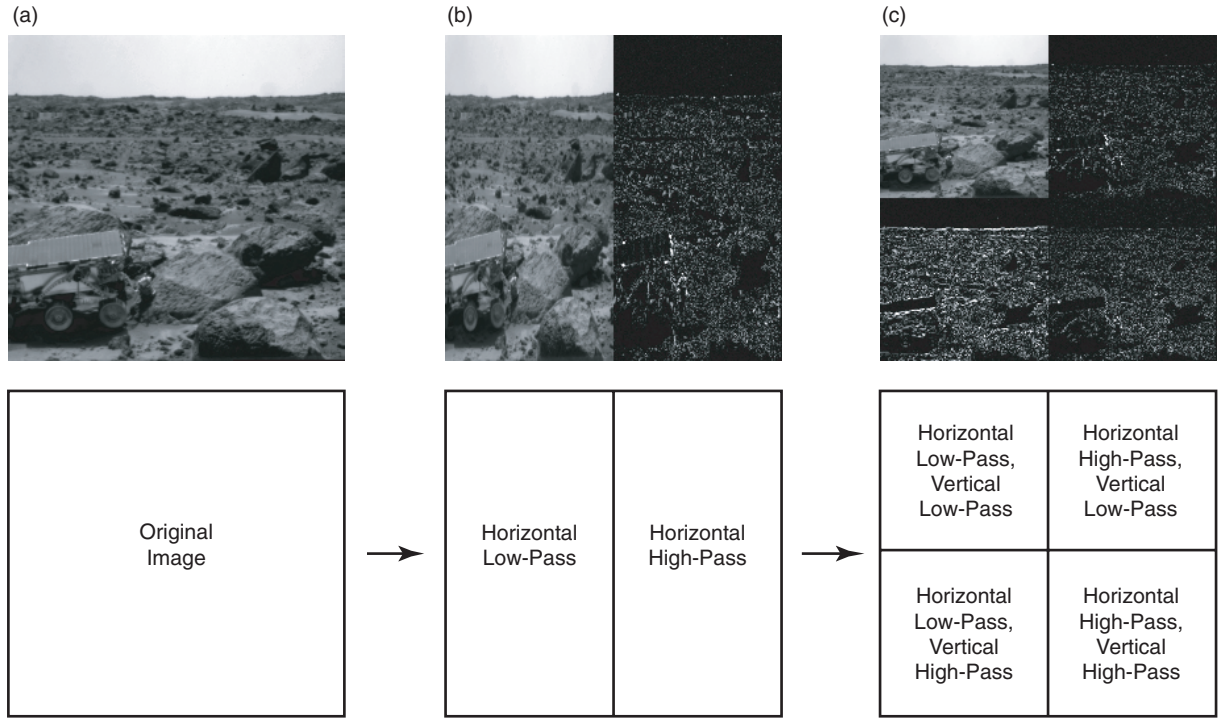 (a)
(b)
(c)
Original
Image
Horizontal
Low-Pass
Horizontal
High-Pass
Horizontal
Low-Pass,
Vertical
Low-Pass
Horizontal
High-Pass,
Vertical
Low-Pass
Horizontal
Low-Pass,
Vertical
High-Pass
Horizontal
High-Pass,
Vertical
High-Pass